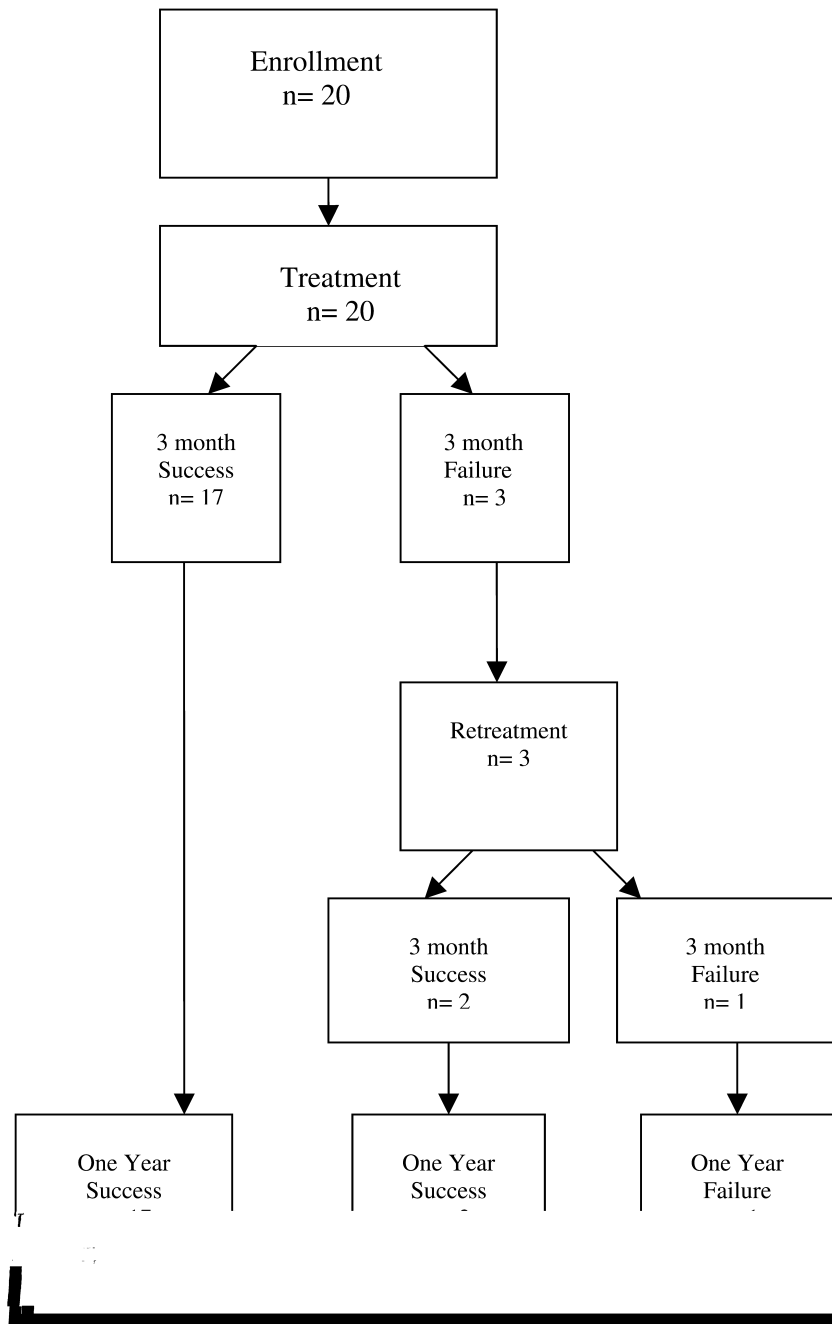 Enrollment
n= 20
Treatment
n= 20
3 month
Success
n= 17
3 month
Failure
n= 3
Retreatment
n= 3
3 month
Success
n= 2
3 month
Failure
n= 1
One Year
Success
One Year
Success
One Year
Failure